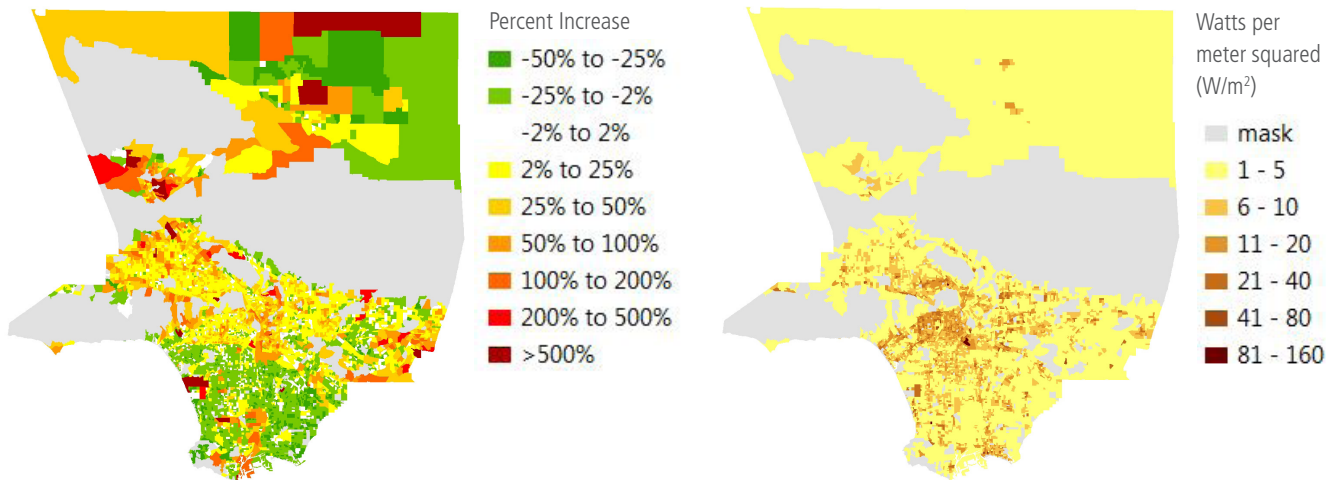 Percent Increase
-50% to -25%
-25% to -2%
-2% to 2%
2% to 25%
25% to 50%
50% to 100%
100% to 200%
200% to 500%
>500%
Watts per
meter squared
(W/m²)
mask
1 - 5
6 - 10
11 - 20
21 - 40
41 - 80
81 - 160